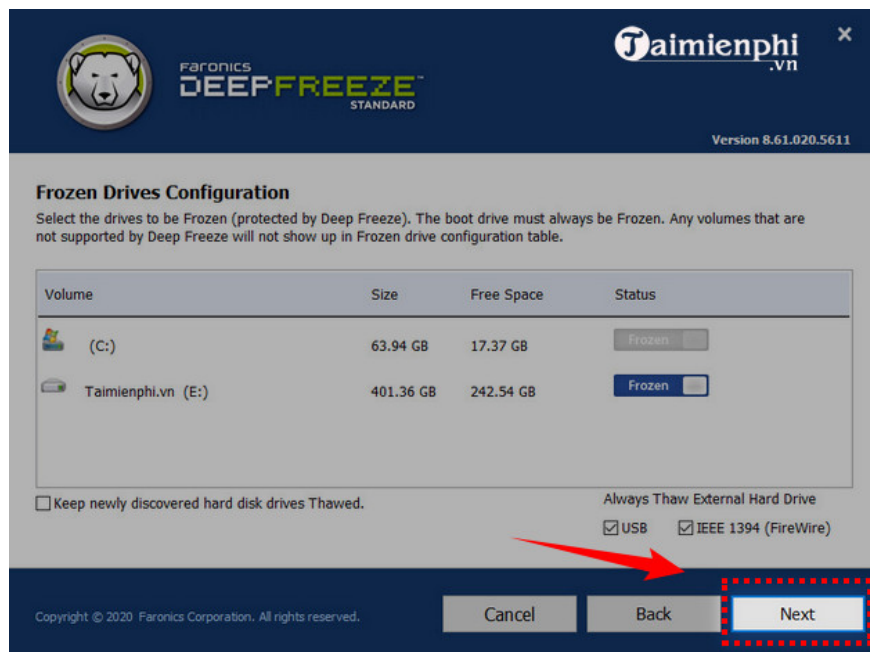 Taimienphi
.vn
Faronics
DEEPFREEZE™
STANDARD
Version 8.61.020.5611
Frozen Drives Configuration
Select the drives to be Frozen (protected by Deep Freeze). The boot drive must always be Frozen. Any volumes that are
not supported by Deep Freeze will not show up in Frozen drive configuration table.
Volume Size Free Space Status
(C:) 63.94 GB 17.37 GB Frozen
Taimienphi.vn (E:) 401.36 GB 242.54 GB Frozen
Keep newly discovered hard disk drives Thawed.
Always Thaw External Hard Drive
USB IEEE 1394 (FireWire)
Copyright © 2020 Faronics Corporation. All rights reserved.
Cancel Back Next